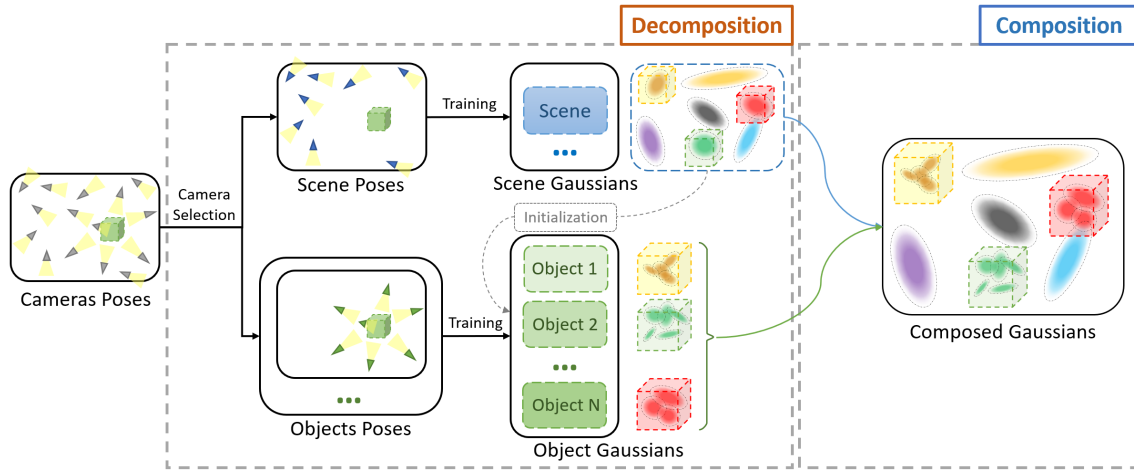 Decomposition
Composition
Training
Scene
...
Scene Poses
Scene Gaussians
Camera
Selection
Initialization
Cameras Poses
Object 1
Object 2
Training
...
Object N
...
Objects Poses
Object Gaussians
Composed Gaussians